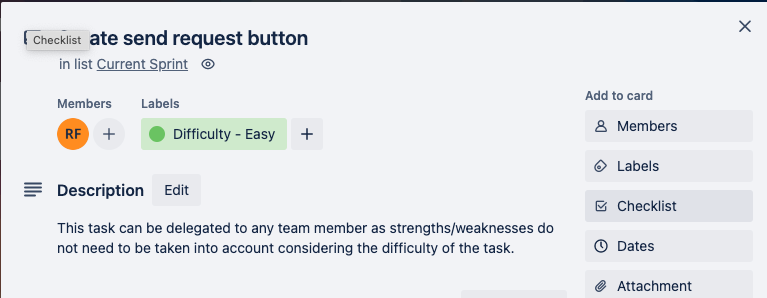 Checklist
ate send request button
in list Current Sprint
Members
Labels
RF
Difficulty - Easy
Description
Edit
This task can be delegated to any team member as strengths/weaknesses do
not need to be taken into account considering the difficulty of the task.
Add to card
Members
Labels
Checklist
Dates
Attachment